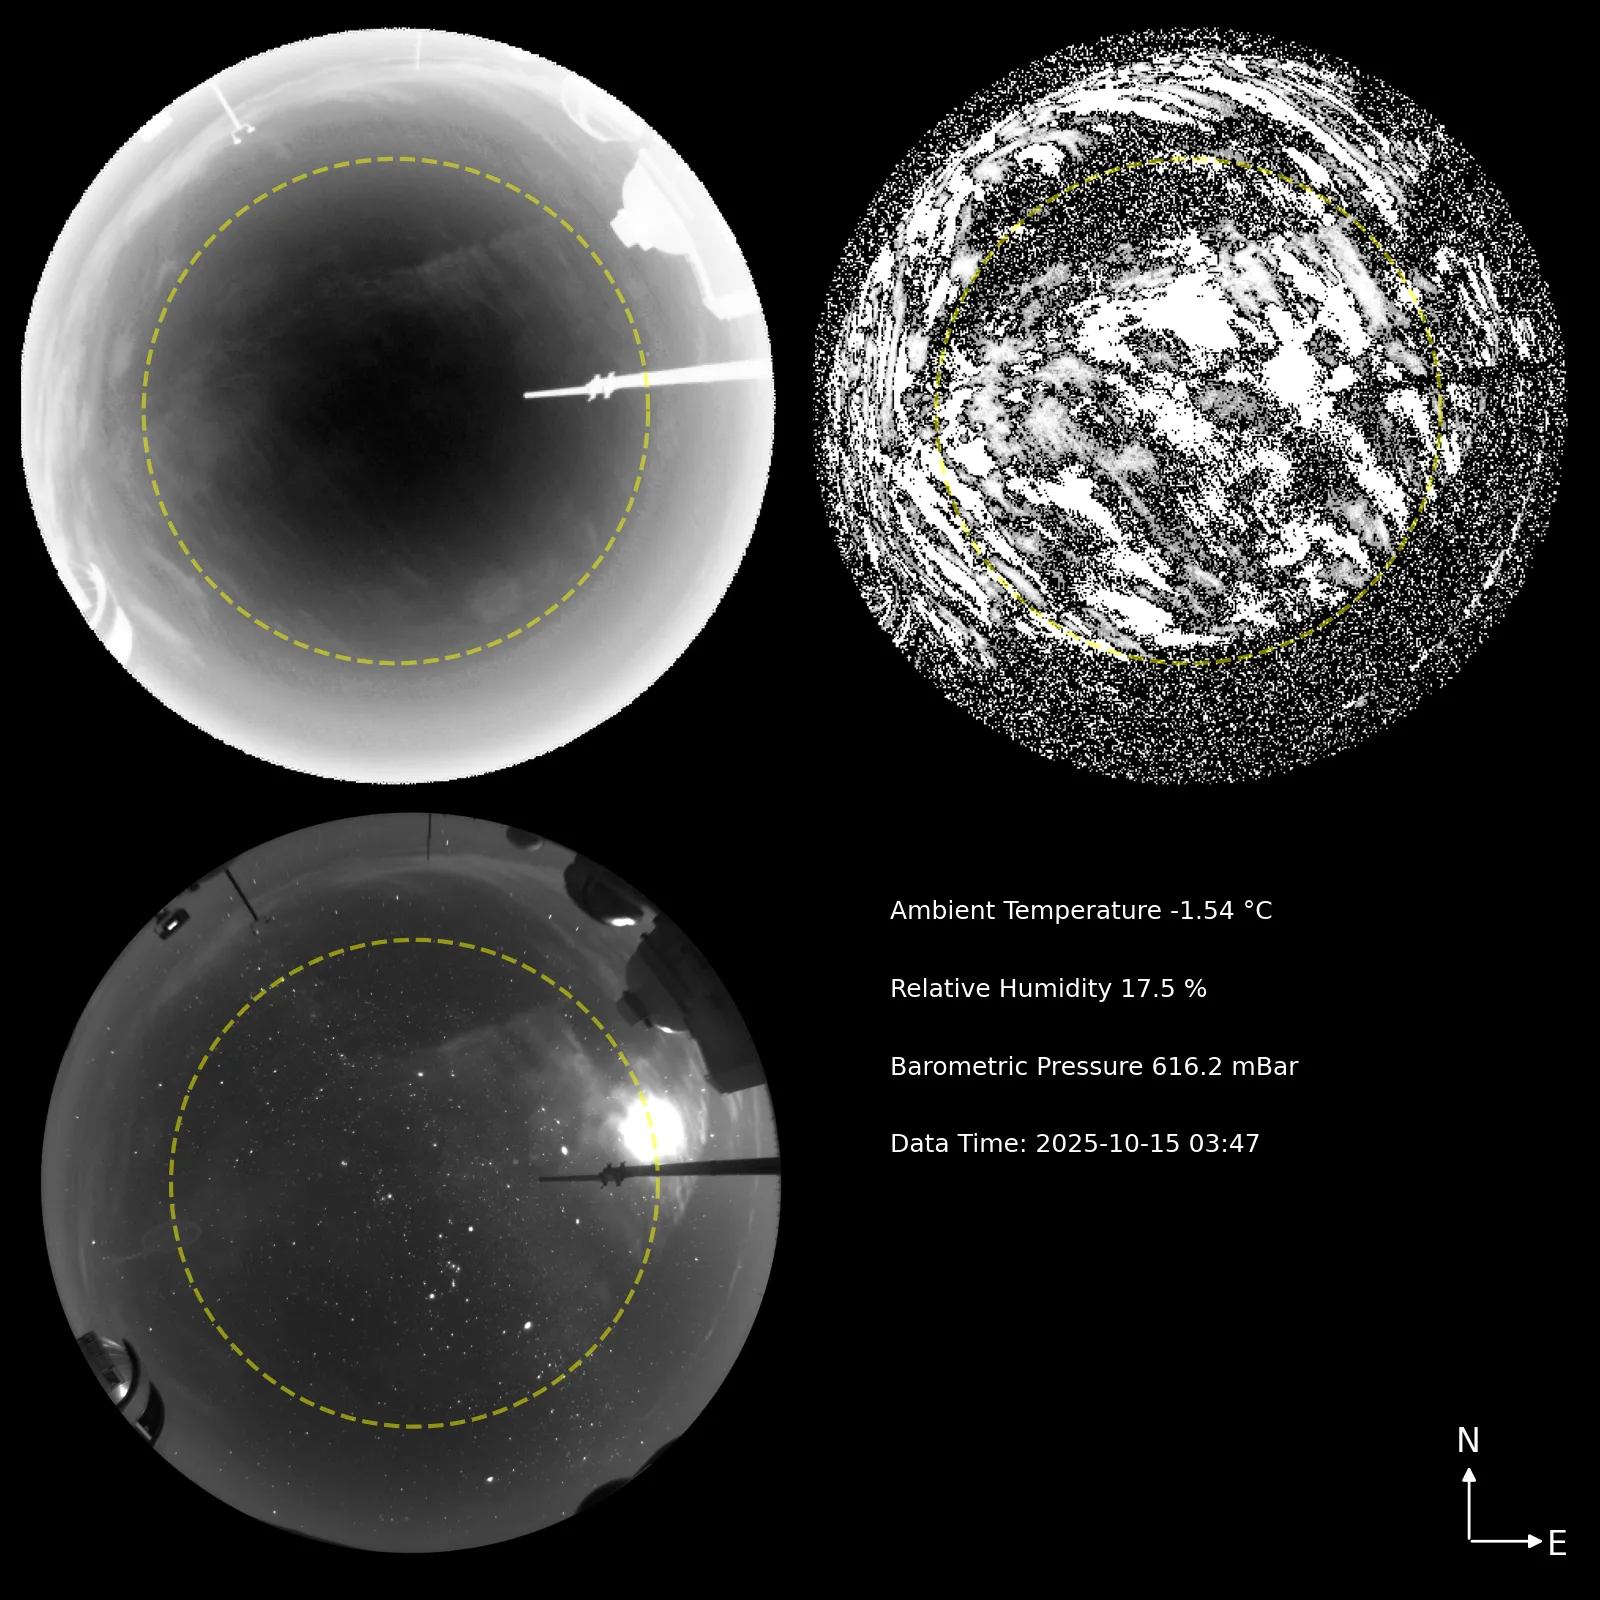 Ambient Temperature -1.54 °C
Relative Humidity 17.5 %
Barometric Pressure 616.2 mBar
Data Time: 2025-10-15 03:47
N
E